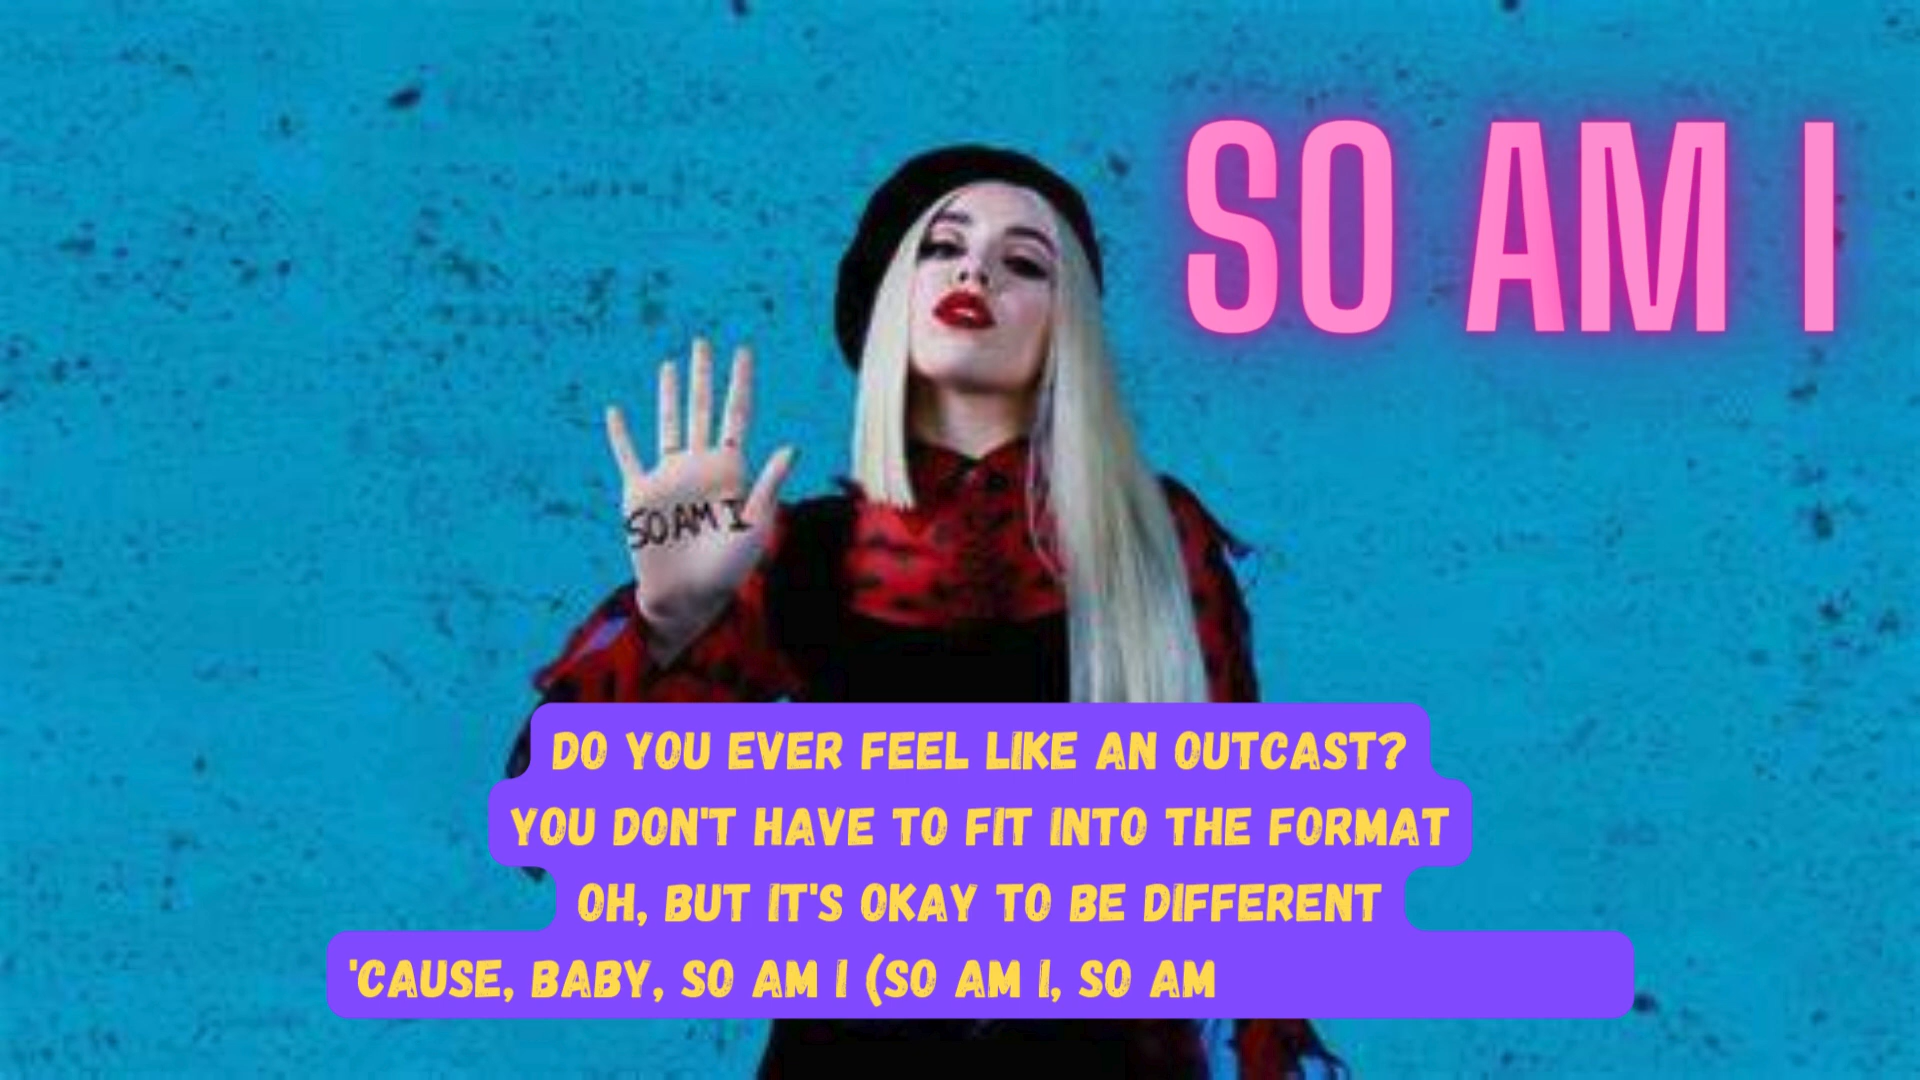 SO AM I
SO AM I
DO YOU EVER FEEL LIKE AN OUTCAST?
YOU DON'T HAVE TO FIT INTO THE FORMAT
OH, BUT IT'S OKAY TO BE DIFFERENT
'CAUSE, BABY, SO AM I (SO AM I, SO AM